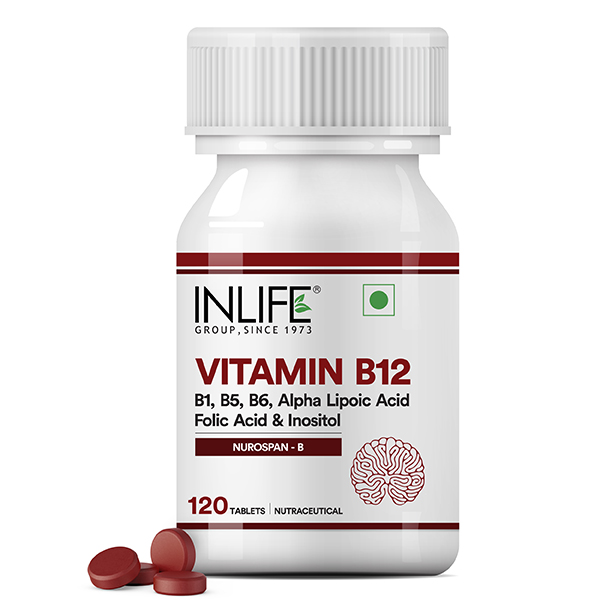 INLIFE®
GROUP, SINCE 1973
VITAMIN B12
B1, B5, B6, Alpha Lipoic Acid
Folic Acid & Inositol
NUROSPAN - B
120 TABLETS | NUTRACEUTICAL